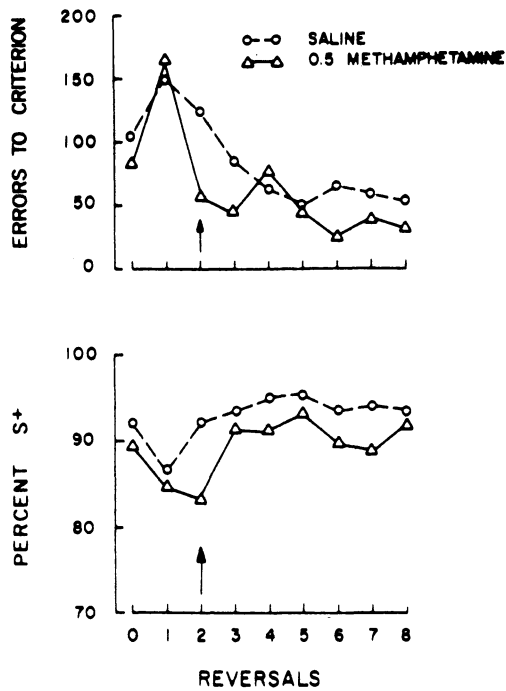 200
150
100
50
0
ERRORS TO CRITERION
SALINE
0.5 METHAMPHETAMINE
100
90
80
70
PERCENT S+
0 1 2 3 4 5 6 7 8
REVERSALS